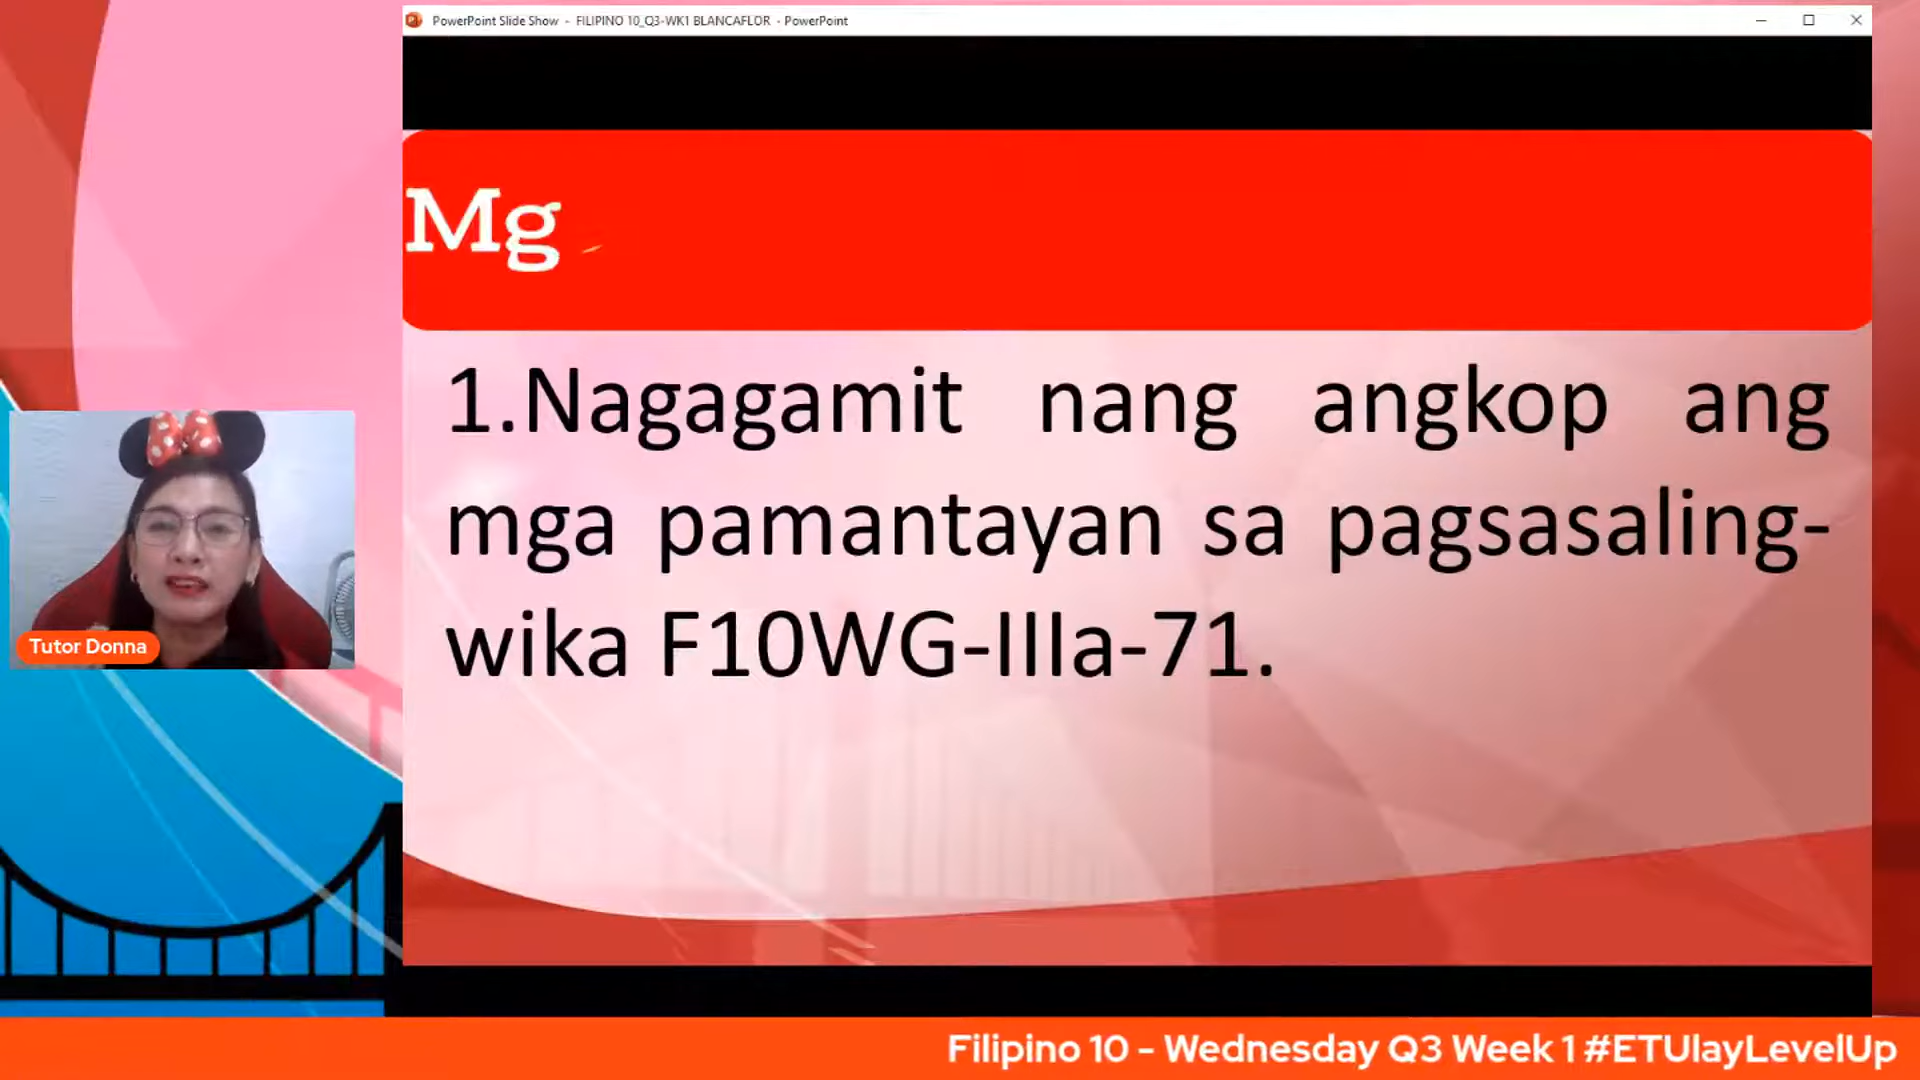 PowerPoint Slide Show - FILIPINO 10_Q3-WK1 BLANCAFLOR - PowerPoint
Mg
1.Nagagamit nang angkop ang
mga pamantayan sa pagsasaling-
wika F10WG-IIIa-71.
Tutor Donna
Filipino 10 - Wednesday Q3 Week 1 #ETUlayLevelUp